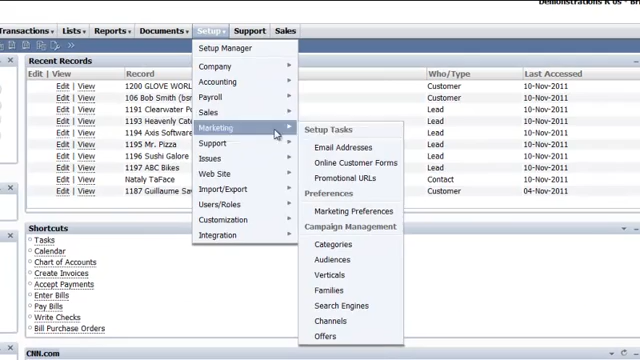 Demonstrations R Us - Bri
Transactions Lists Reports Documents Setup Support Sales
Setup Manager
Company
Accounting
Payroll
Sales
Marketing
Support
Issues
Web Site
Import/Export
Users/Roles
Customization
Integration
Setup Tasks
Email Addresses
Online Customer Forms
Promotional URLs
Preferences
Marketing Preferences
Campaign Management
Categories
Audiences
Verticals
Families
Search Engines
Channels
Offers
Recent Records
Edit | View Record Who/Type Last Accessed
Edit | View 1200 GLOVE WORL Customer 10-Nov-2011
Edit | View 106 Bob Smith (bsm Customer 10-Nov-2011
Edit | View 1191 Clearwater Po Lead 10-Nov-2011
Edit | View 1193 Heavenly Cat Lead 10-Nov-2011
Edit | View 1194 Axis Software Lead 10-Nov-2011
Edit | View 1195 Mr. Pizza Lead 10-Nov-2011
Edit | View 1196 Sushi Galore Lead 10-Nov-2011
Edit | View 1197 ABC Bikes Lead 10-Nov-2011
Edit | View Nataly TaFace Contact 10-Nov-2011
Edit | View 1187 Guillaume Sav Customer 04-Nov-2011
Shortcuts
Tasks
Calendar
Chart of Accounts
Create Invoices
Accept Payments
Enter Bills
Pay Bills
Write Checks
Bill Purchase Orders
CNN.com